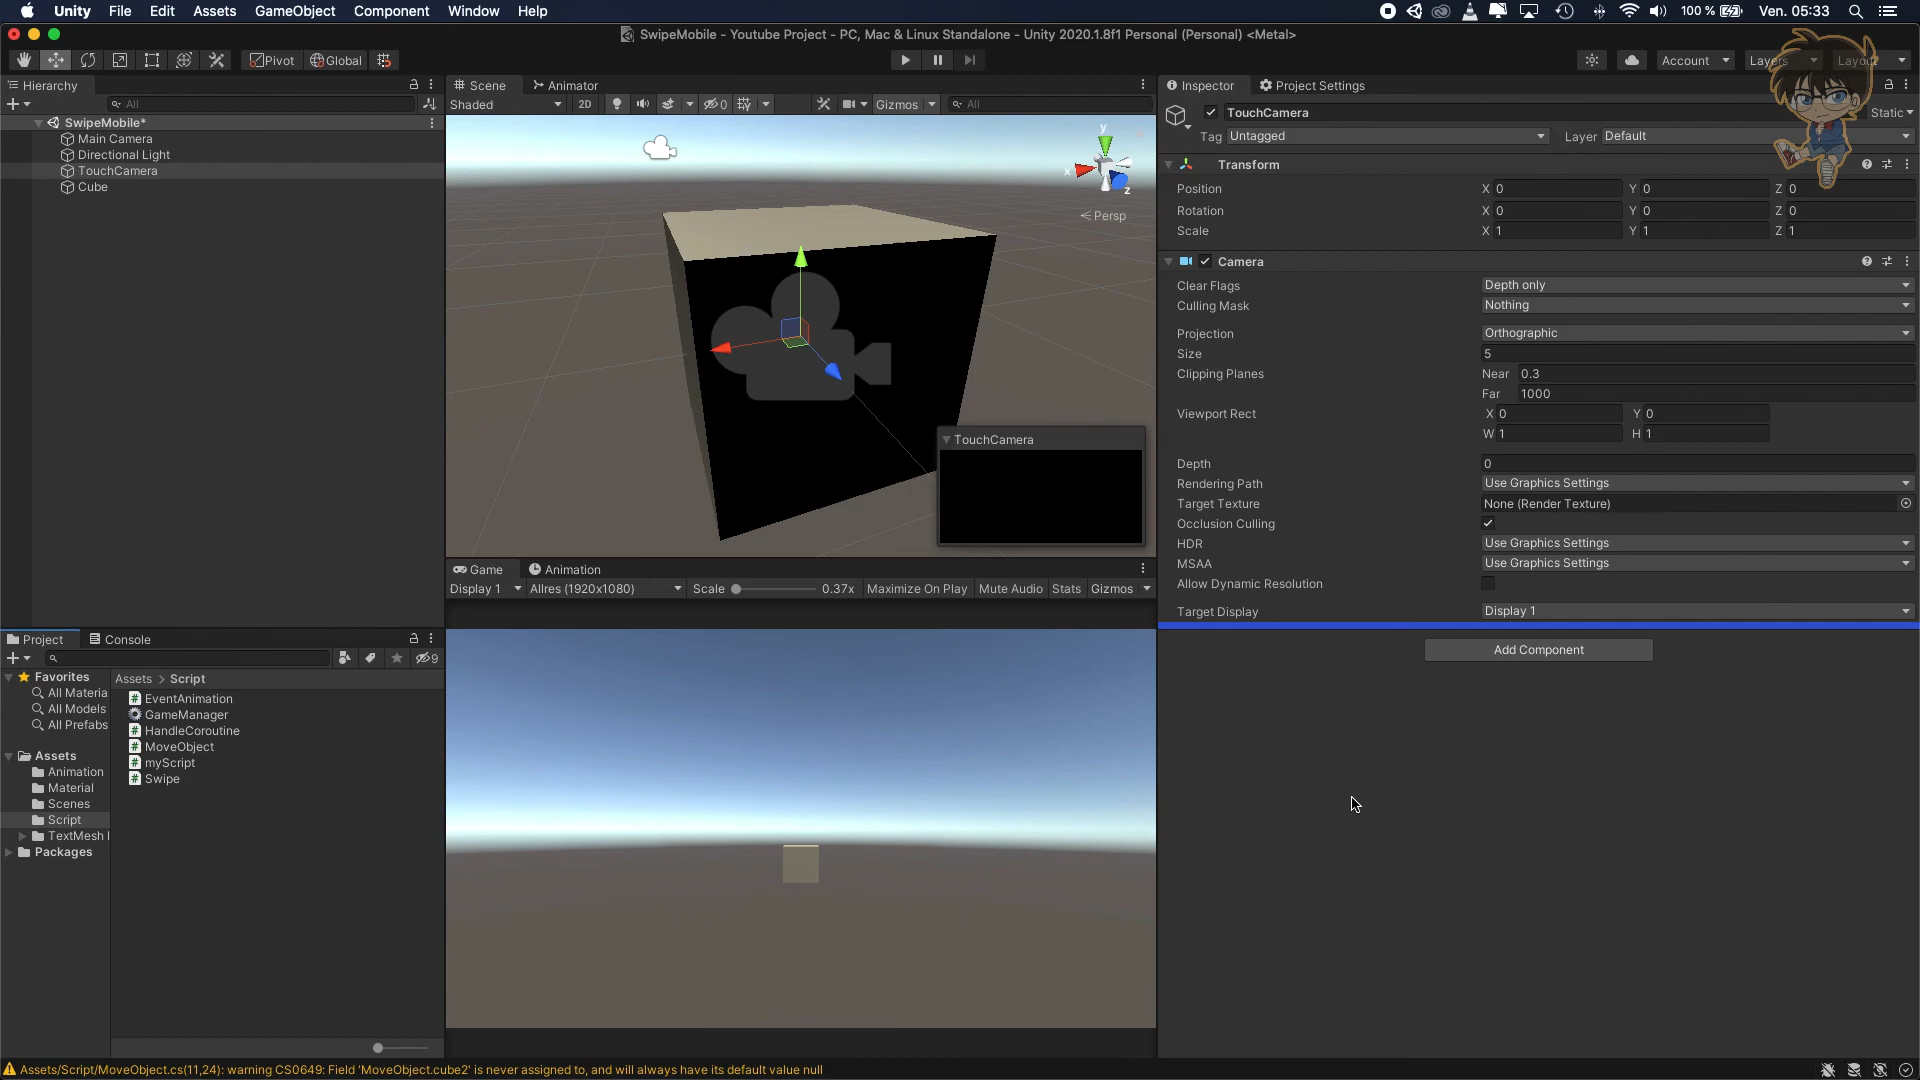 Unity File Edit Assets GameObject Component Window Help 100 % Ven. 05:33
SwipeMobile - Youtube Project - PC, Mac & Linux Standalone - Unity 2020.1.8f1 Personal (Personal) <Metal>
Pivot Global Account Layers Layout
Hierarchy
All
SwipeMobile*
Main Camera
Directional Light
TouchCamera
Cube
Scene Animator
Shaded 2D 0 Gizmos All
y
x
z
Persp
TouchCamera
Game Animation
Display 1 Allres (1920x1080) Scale 0.37x Maximize On Play Mute Audio Stats Gizmos
Inspector Project Settings
TouchCamera Static
Tag Untagged Layer Default
Transform
Position X 0 Y 0 Z 0
Rotation X 0 Y 0 Z 0
Scale X 1 Y 1 Z 1
Camera
Clear Flags Depth only
Culling Mask Nothing
Projection Orthographic
Size 5
Clipping Planes Near 0.3
Far 1000
Viewport Rect X 0 Y 0
W 1 H 1
Depth 0
Rendering Path Use Graphics Settings
Target Texture None (Render Texture)
Occlusion Culling
HDR Use Graphics Settings
MSAA Use Graphics Settings
Allow Dynamic Resolution
Target Display Display 1
Add Component
Project Console
9
Favorites
All Materia
All Models
All Prefabs
Assets
Animation
Material
Scenes
Script
TextMesh
Packages
Assets > Script
EventAnimation
GameManager
HandleCoroutine
MoveObject
myScript
Swipe
Assets/Script/MoveObject.cs(11,24): warning CS0649: Field 'MoveObject.cube2' is never assigned to, and will always have its default value null